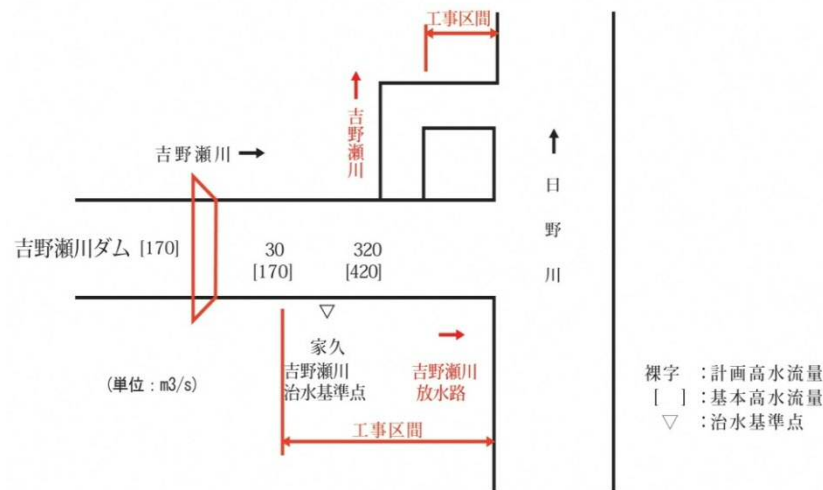 工事区間
吉野瀬川
吉野瀬川
日野川
吉野瀬川ダム [170]
30
[170]
320
[420]
▽
家久
吉野瀬川
治水基準点
吉野瀬川
放水路
(単位：m3/s)
工事区間
裸字 ：計画高水流量
[ ] ：基本高水流量
▽ ：治水基準点